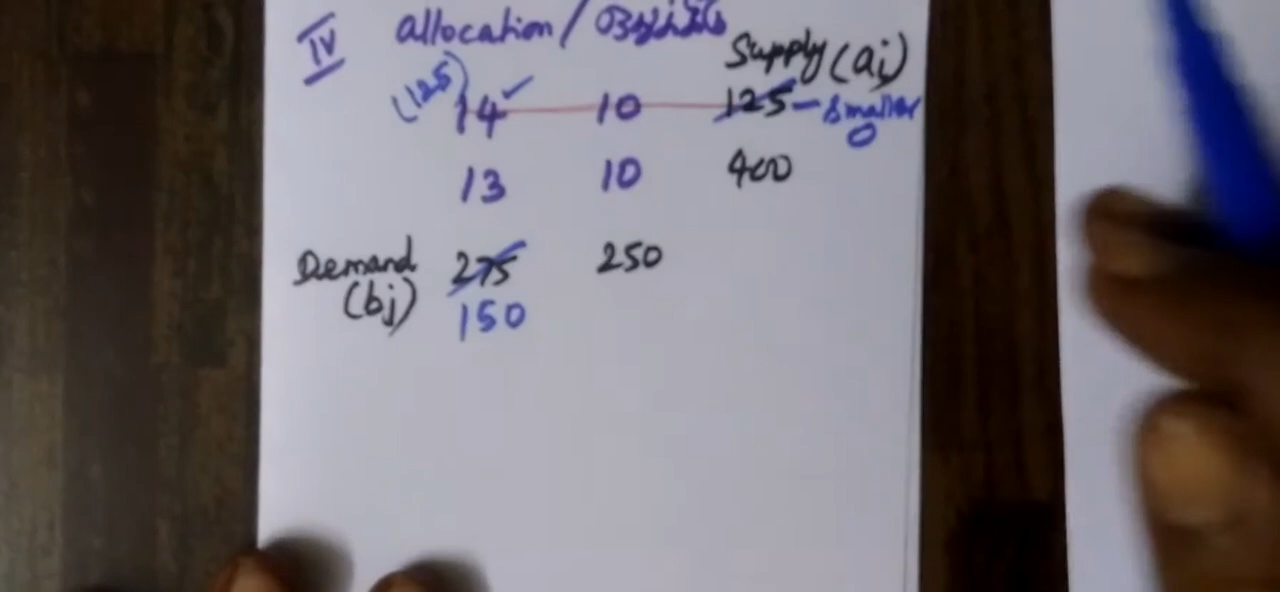 IV allocation /
Supply (ai)
(125) 14 ✓ 10 125 – smaller
0
13 10 400
Demand 275 250
(bj) 150